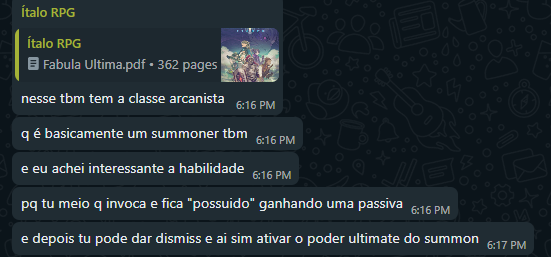 Ítalo RPG
Ítalo RPG
Fabula Ultima.pdf • 362 pages
nesse tbm tem a classe arcanista 6:16 PM
q é basicamente um summoner tbm 6:16 PM
e eu achei interessante a habilidade 6:16 PM
pq tu meio q invoca e fica "possuido" ganhando uma passiva 6:16 PM
e depois tu pode dar dismiss e ai sim ativar o poder ultimate do summon 6:17 PM